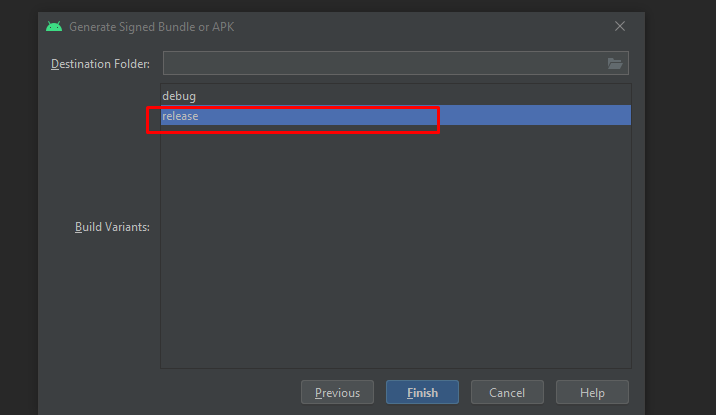 Generate Signed Bundle or APK
Destination Folder:
debug
release
Build Variants:
Previous
Finish
Cancel
Help